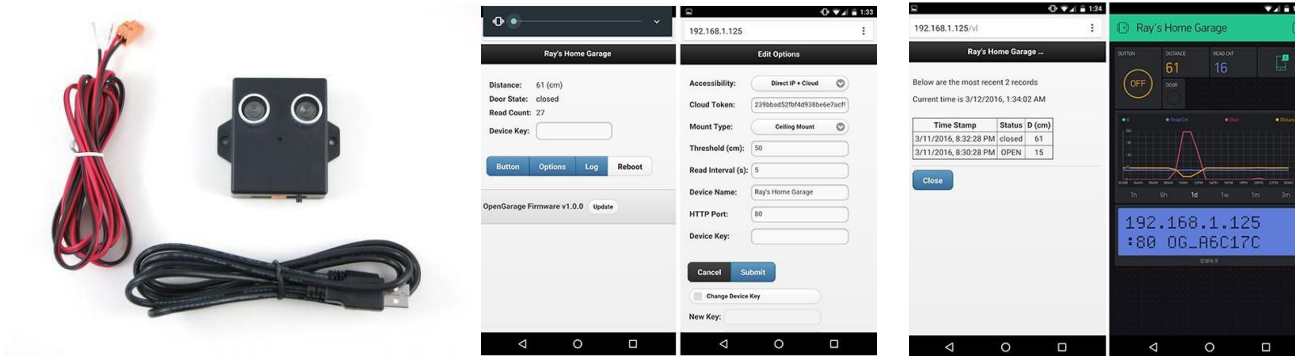 Ray's Home Garage
Distance: 61 (cm)
Door State: closed
Read Count: 27
Device Key:
Button Options Log Reboot
OpenGarage Firmware v1.0.0 Update
1:33
192.168.1.125
Edit Options
Accessibility: Direct IP + Cloud
Cloud Token:
Mount Type: Ceiling Mount
Threshold (cm): 50
Read Interval (s): 5
Device Name: Ray's Home Garage
HTTP Port: 80
Device Key:
Cancel Submit
Change Device Key
New Key:
1:34
192.168.1.125/vl
Ray's Home Garage ...
Below are the most recent 2 records
Current time is 3/12/2016, 1:34:02 AM
Time Stamp Status D (cm)
3/11/2016, 8:32:28 PM closed 61
3/11/2016, 8:30:28 PM OPEN 15
Close
Ray's Home Garage
BUTTON DISTANCE READ CNT
OFF 61 16
DOOR
Read Cnt Door Distanc
1h 6h 1d 1w 1m 3m
192.168.1.125
:80 OG_A6C17C